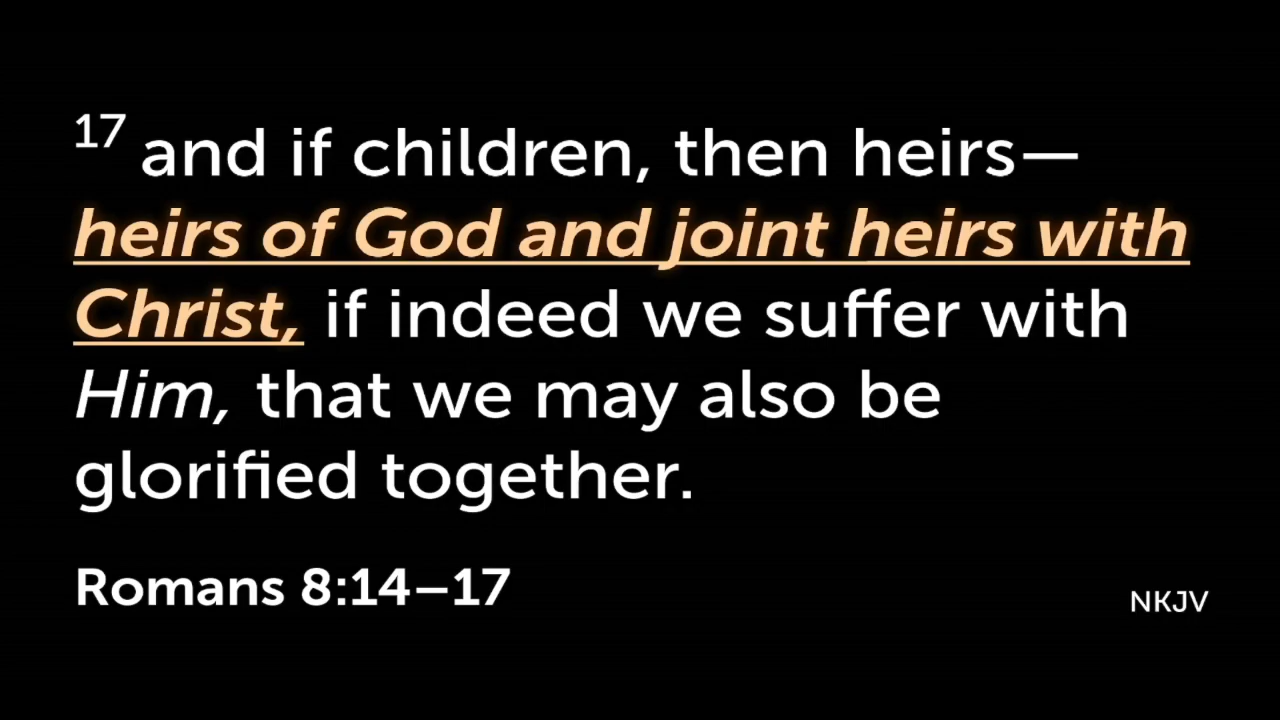 17 and if children, then heirs—
heirs of God and joint heirs with
Christ, if indeed we suffer with
Him, that we may also be
glorified together.
Romans 8:14–17
NKJV